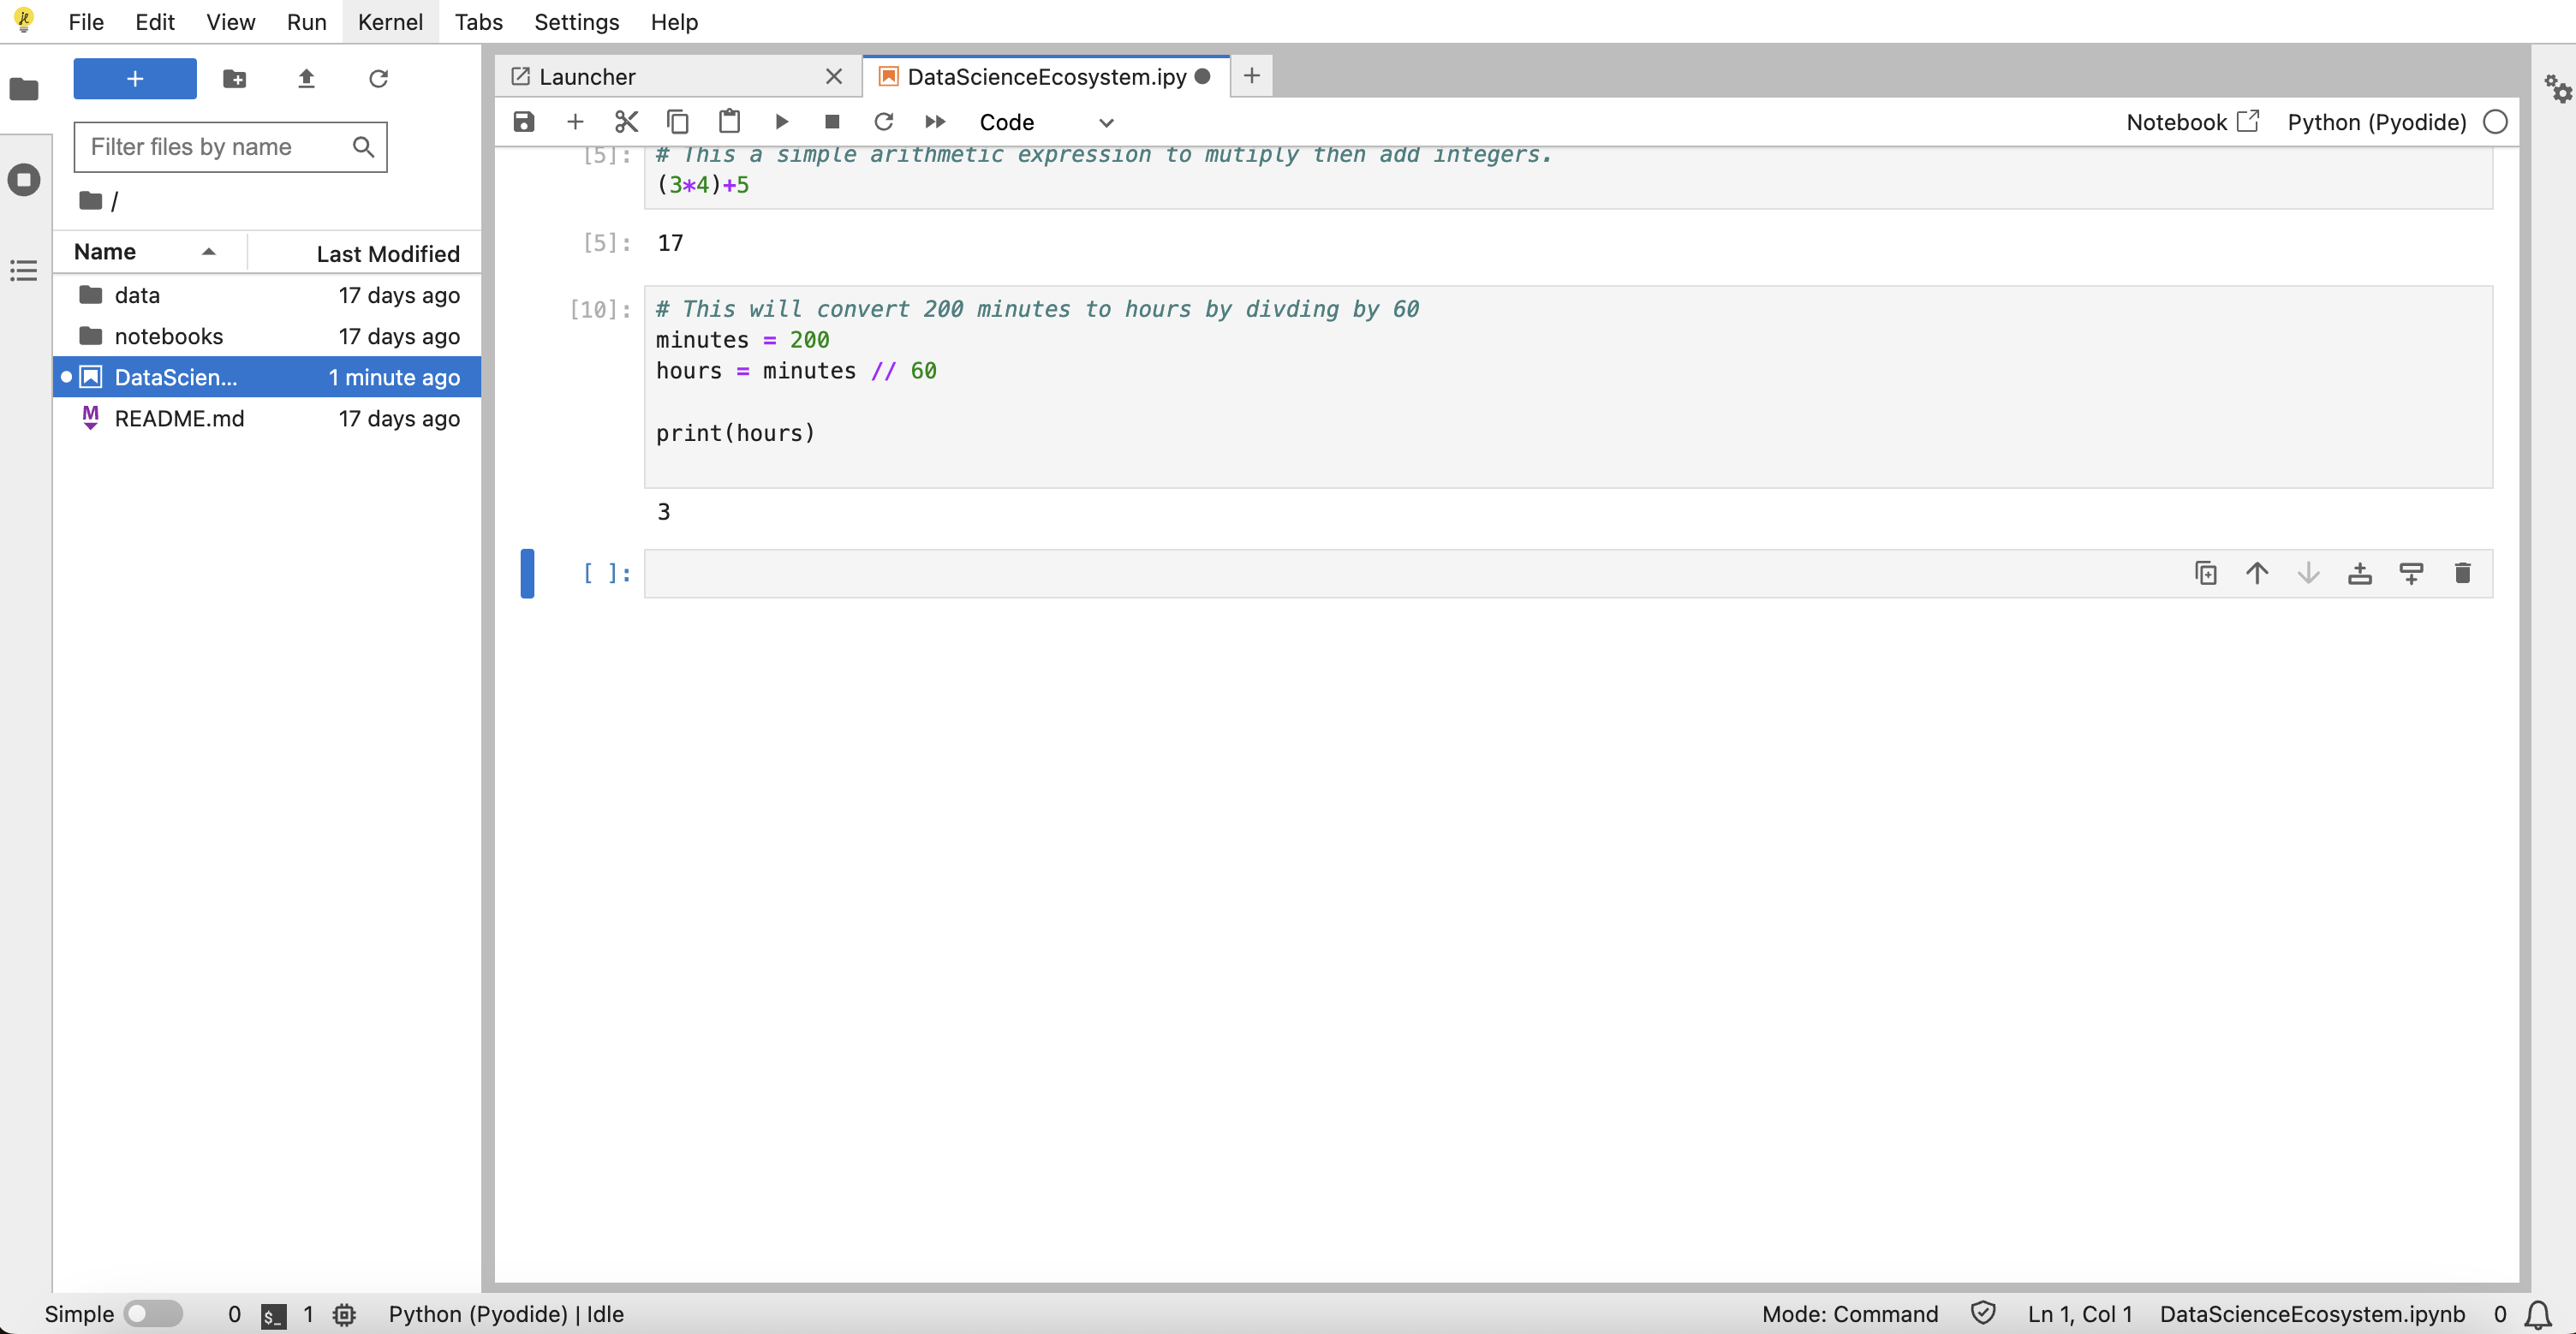 File Edit View Run Kernel Tabs Settings Help
+
Filter files by name
/
Name Last Modified
data 17 days ago
notebooks 17 days ago
DataScien... 1 minute ago
README.md 17 days ago
Launcher DataScienceEcosystem.ipy +
Code Notebook Python (Pyodide)
[5]: # This a simple arithmetic expression to mutiply then add integers.
(3*4)+5
[5]: 17
[10]: # This will convert 200 minutes to hours by divding by 60
minutes = 200
hours = minutes // 60
print(hours)
3
[ ]:
Simple 0 $_ 1 Python (Pyodide) | Idle Mode: Command Ln 1, Col 1 DataScienceEcosystem.ipynb 0